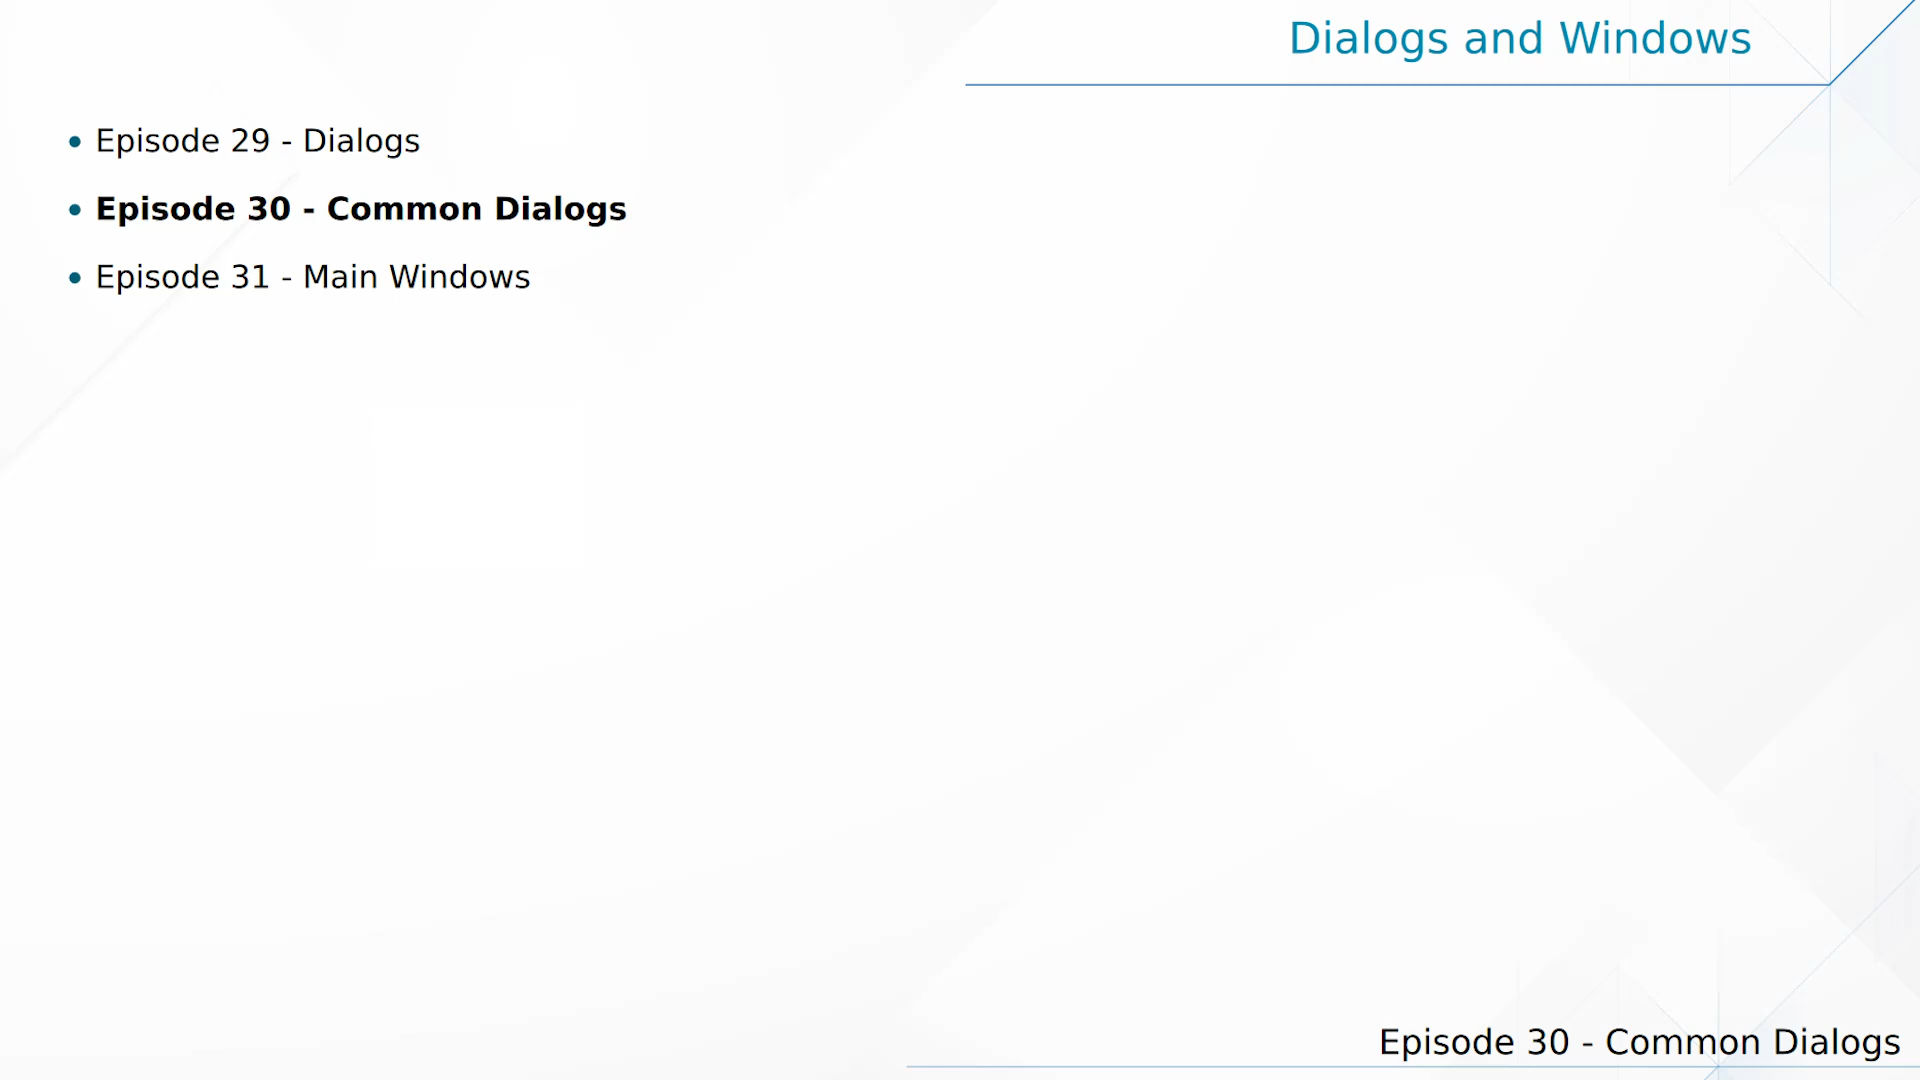 Dialogs and Windows
• Episode 29 - Dialogs
• Episode 30 - Common Dialogs
• Episode 31 - Main Windows
Episode 30 - Common Dialogs